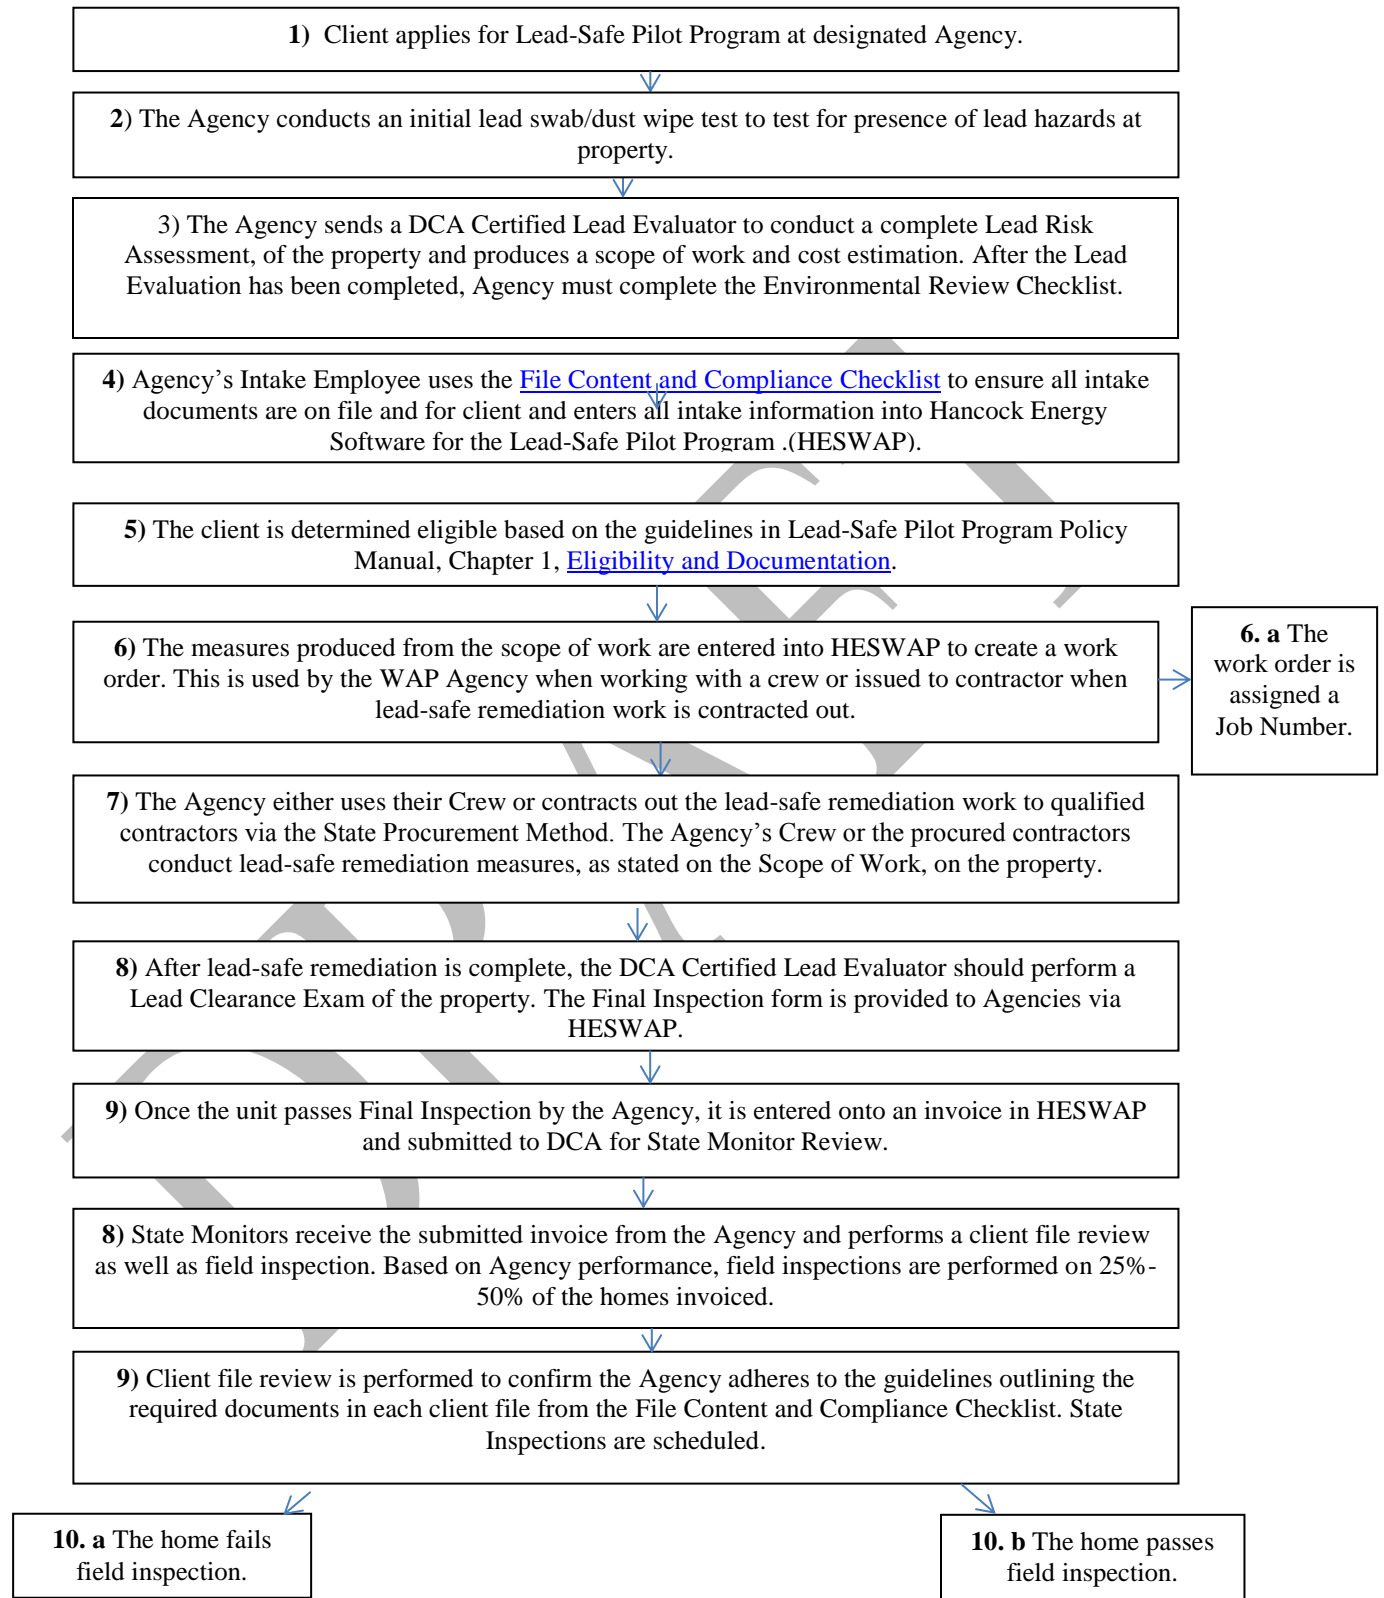 1) Client applies for Lead-Safe Pilot Program at designated Agency.
2) The Agency conducts an initial lead swab/dust wipe test to test for presence of lead hazards at
property.
3) The Agency sends a DCA Certified Lead Evaluator to conduct a complete Lead Risk
Assessment, of the property and produces a scope of work and cost estimation. After the Lead
Evaluation has been completed, Agency must complete the Environmental Review Checklist.
4) Agency’s Intake Employee uses the File Content and Compliance Checklist to ensure all intake
documents are on file and for client and enters all intake information into Hancock Energy
Software for the Lead-Safe Pilot Program .(HESWAP).
5) The client is determined eligible based on the guidelines in Lead-Safe Pilot Program Policy
Manual, Chapter 1, Eligibility and Documentation.
6) The measures produced from the scope of work are entered into HESWAP to create a work
order. This is used by the WAP Agency when working with a crew or issued to contractor when
lead-safe remediation work is contracted out.
6. a The
work order is
assigned a
Job Number.
7) The Agency either uses their Crew or contracts out the lead-safe remediation work to qualified
contractors via the State Procurement Method. The Agency’s Crew or the procured contractors
conduct lead-safe remediation measures, as stated on the Scope of Work, on the property.
8) After lead-safe remediation is complete, the DCA Certified Lead Evaluator should perform a
Lead Clearance Exam of the property. The Final Inspection form is provided to Agencies via
HESWAP.
9) Once the unit passes Final Inspection by the Agency, it is entered onto an invoice in HESWAP
and submitted to DCA for State Monitor Review.
8) State Monitors receive the submitted invoice from the Agency and performs a client file review
as well as field inspection. Based on Agency performance, field inspections are performed on 25%-
50% of the homes invoiced.
9) Client file review is performed to confirm the Agency adheres to the guidelines outlining the
required documents in each client file from the File Content and Compliance Checklist. State
Inspections are scheduled.
10. a The home fails
field inspection.
10. b The home passes
field inspection.
DRAFT